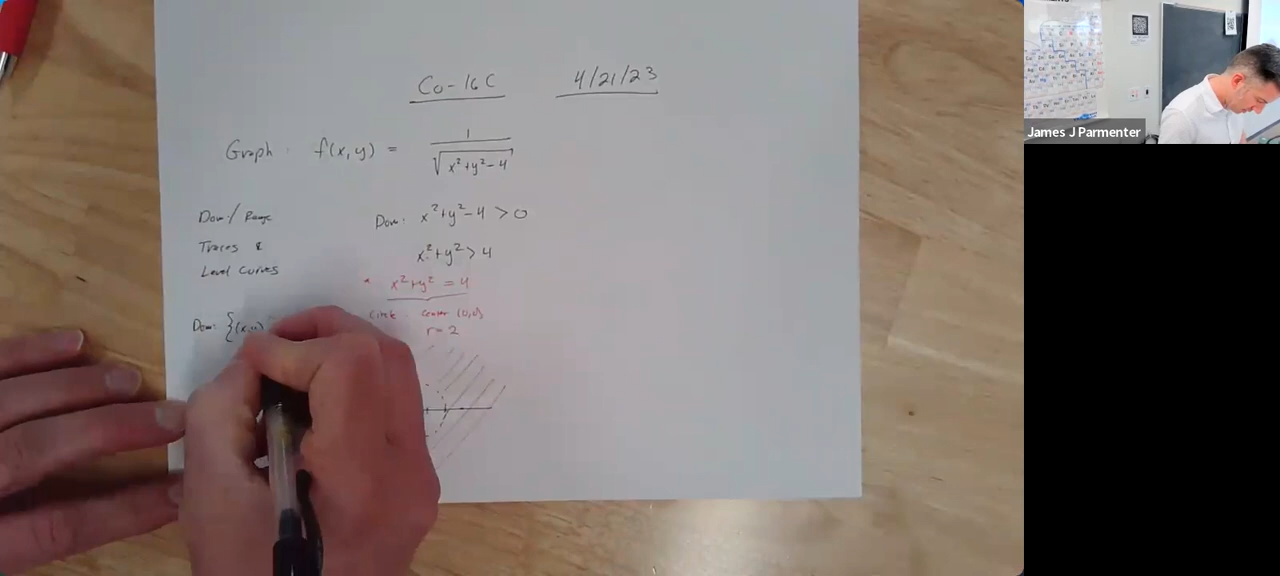 Co-16C 4/21/23
Graph: f(x,y) = 1/√(x²+y²-4)
Dom/Range
Traces &
Level Curves
Dom: x²+y²-4 > 0
x²+y² > 4
* x²+y² = 4
Circle: Center (0,0)
r = 2
Dom: {(x,y)
James J Parmenter